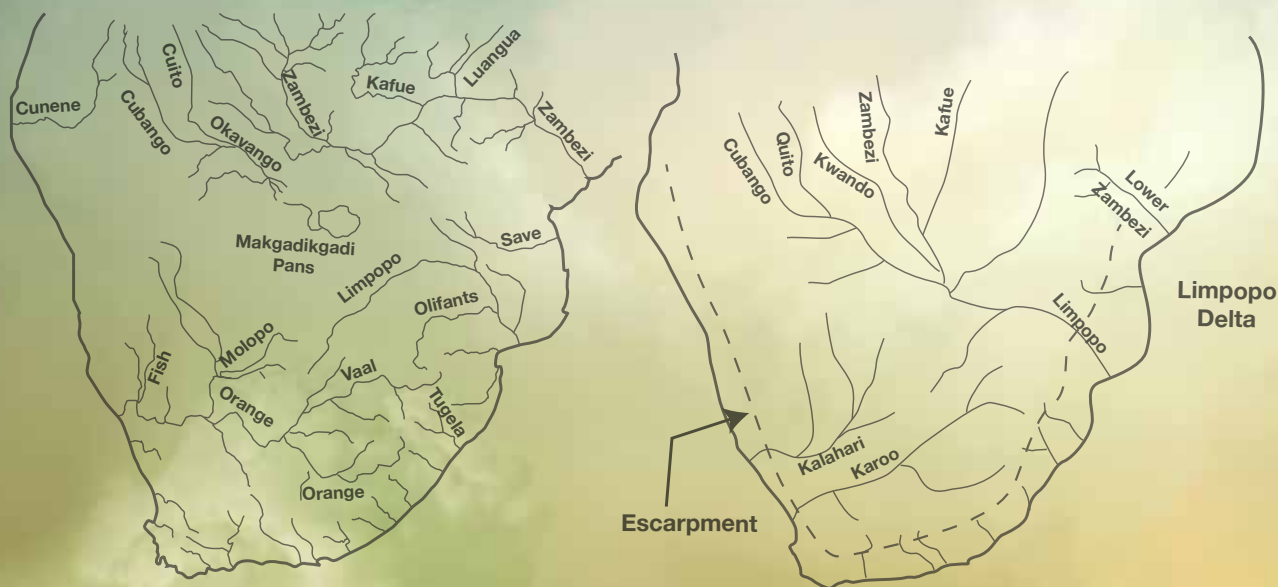 Cunene
Cubango
Cuito
Okavango
Zambezi
Kafue
Luangua
Zambezi
Makgadikgadi
Pans
Save
Limpopo
Olifants
Fish
Molopo
Vaal
Orange
Tugela
Orange
Cubango
Quito
Kwando
Zambezi
Kafue
Lower
Zambezi
Limpopo
Delta
Limpopo
Kalahari
Karoo
Escarpment